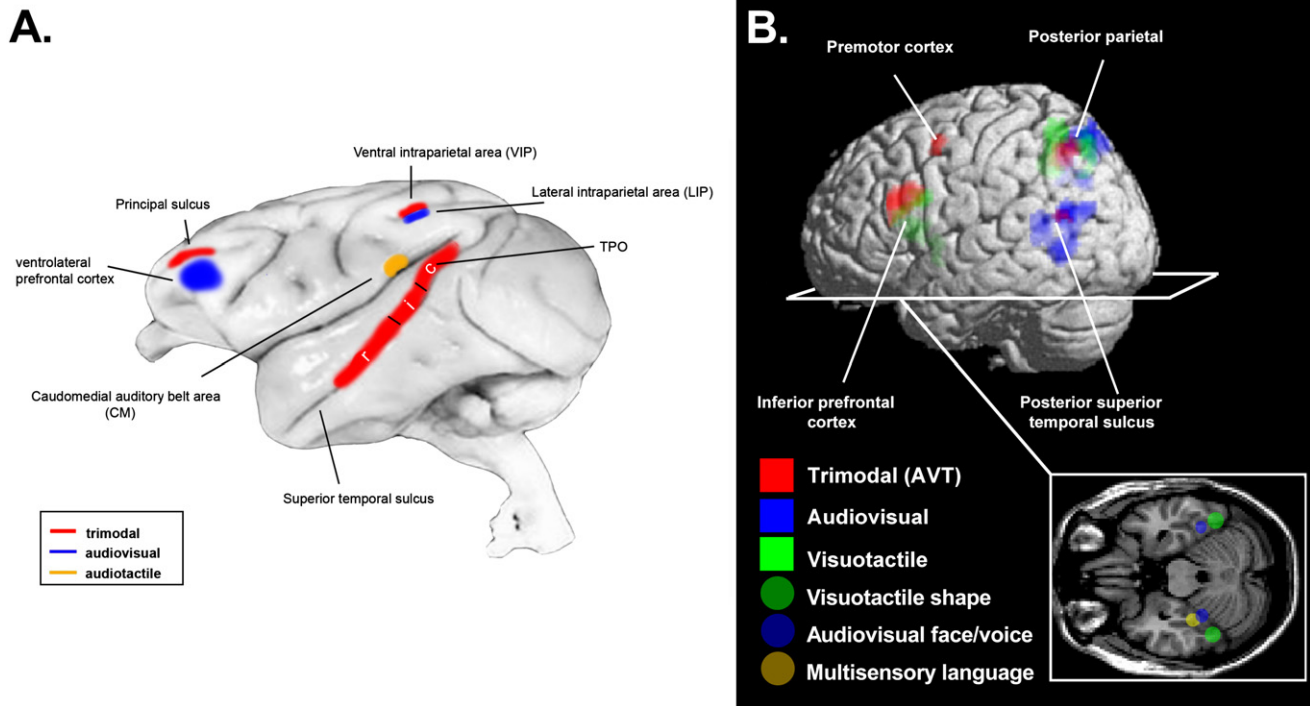 A.
Ventral intraparietal area (VIP)
Lateral intraparietal area (LIP)
Principal sulcus
TPO
ventrolateral
prefrontal cortex
c
i
r
Caudomedial auditory belt area
(CM)
Superior temporal sulcus
trimodal
audiovisual
audiotactile
B.
Premotor cortex
Posterior parietal
Inferior prefrontal
cortex
Posterior superior
temporal sulcus
Trimodal (AVT)
Audiovisual
Visuotactile
Visuotactile shape
Audiovisual face/voice
Multisensory language